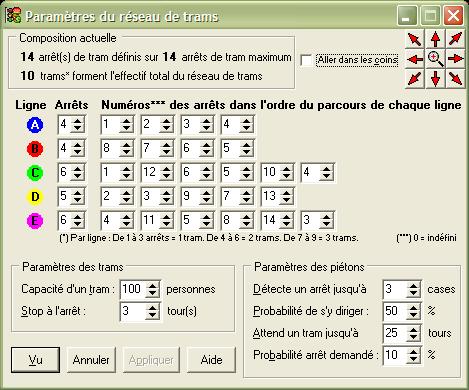 Paramètres du réseau de trams
Composition actuelle
14 arrêt(s) de tram définis sur 14 arrêts de tram maximum
10 trams* forment l'effectif total du réseau de trams
Aller dans les coins
Ligne Arrêts Numéros*** des arrêts dans l'ordre du parcours de chaque ligne
A 4 1 2 3 4
B 4 8 7 6 5
C 6 1 12 6 5 10 4
D 5 2 3 9 7 13
E 6 4 11 5 8 14 3
(*) Par ligne : De 1 à 3 arrêts = 1 tram. De 4 à 6 = 2 trams. De 7 à 9 = 3 trams. (***) 0 = indéfini
Paramètres des trams
Capacité d'un tram : 100 personnes
Stop à l'arrêt : 3 tour(s)
Paramètres des piétons
Détecte un arrêt jusqu'à 3 cases
Probabilité de s'y diriger : 50 %
Attend un tram jusqu'à 25 tours
Probabilité arrêt demandé : 10 %
Vu Annuler Appliquer Aide